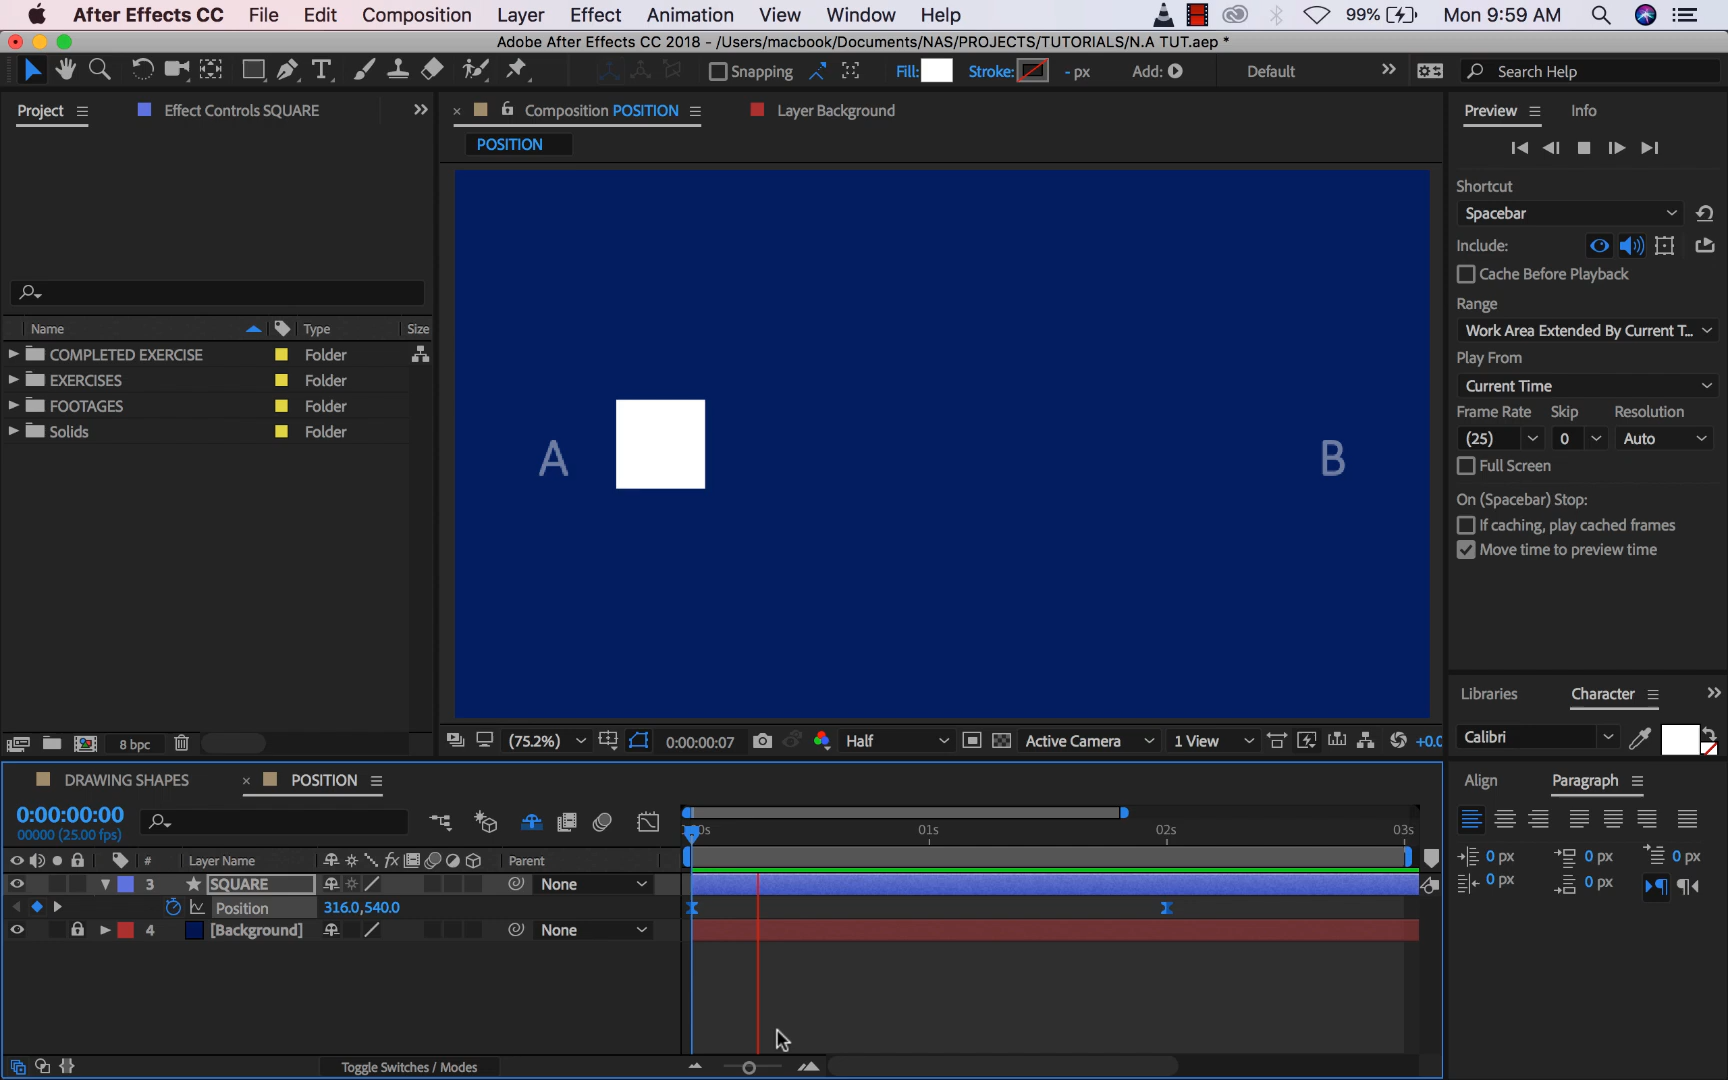 After Effects CC File Edit Composition Layer Effect Animation View Window Help 99% Mon 9:59 AM
Adobe After Effects CC 2018 - /Users/macbook/Documents/NAS/PROJECTS/TUTORIALS/N.A TUT.aep *
Snapping Fill: Stroke: - px Add: Default Search Help
Project Effect Controls SQUARE Composition POSITION Layer Background Preview Info
POSITION
Shortcut
Spacebar
Include:
Cache Before Playback
Range
Work Area Extended By Current T...
Play From
Current Time
Frame Rate Skip Resolution
(25) 0 Auto
Full Screen
On (Spacebar) Stop:
If caching, play cached frames
Move time to preview time
Name Type Size
COMPLETED EXERCISE Folder
EXERCISES Folder
FOOTAGES Folder
Solids Folder
A B
8 bpc (75.2%) 0:00:00:07 Half Active Camera 1 View +0.0
Libraries Character
Calibri
DRAWING SHAPES POSITION Align Paragraph
0:00:00:00
00000 (25.00 fps)
:00s 01s 02s 03s
# Layer Name fx Parent
3 SQUARE None
Position 316.0,540.0
4 [Background] None
0 px 0 px 0 px
0 px 0 px
Toggle Switches / Modes